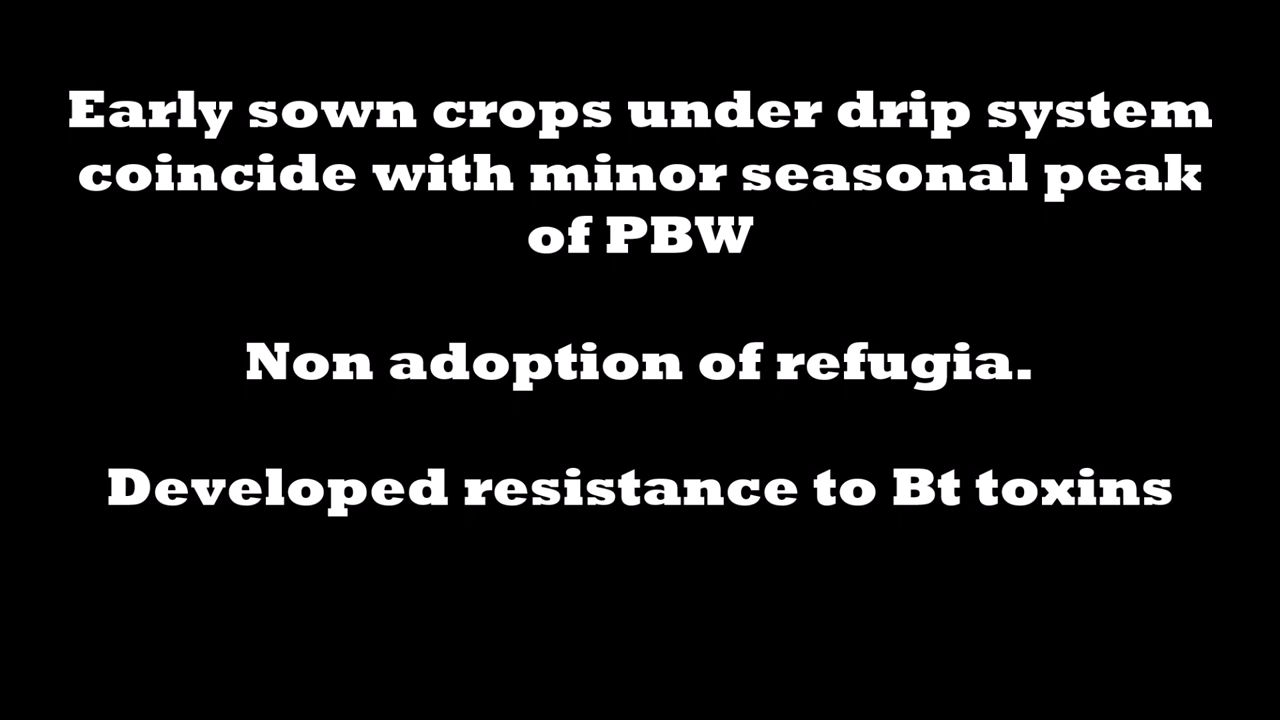 Early sown crops under drip system
coincide with minor seasonal peak
of PBW
Non adoption of refugia.
Developed resistance to Bt toxins